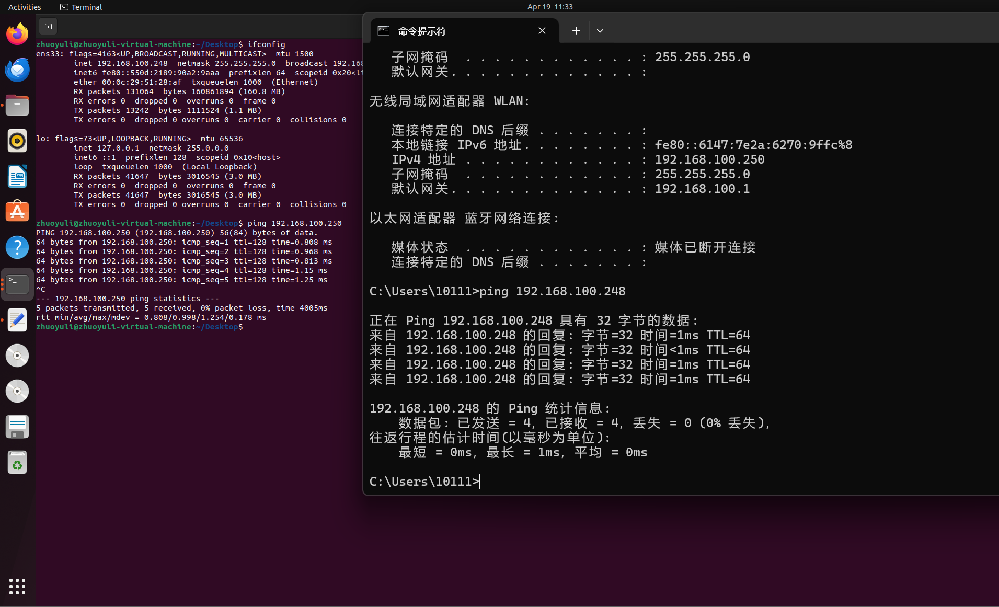 Activities
Terminal
Apr 19 11:33
zhuoyuli@zhuoyuli-virtual-machine:~/Desktop$ ifconfig
ens33: flags=4163<UP,BROADCAST,RUNNING,MULTICAST>  mtu 1500
        inet 192.168.100.248  netmask 255.255.255.0  broadcast 192.168
        inet6 fe80::550d:2189:90a2:9aaa  prefixlen 64  scopeid 0x20<li
        ether 00:0c:29:51:28:af  txqueuelen 1000  (Ethernet)
        RX packets 131064  bytes 160861894 (160.8 MB)
        RX errors 0  dropped 0  overruns 0  frame 0
        TX packets 13242  bytes 1111524 (1.1 MB)
        TX errors 0  dropped 0 overruns 0  carrier 0  collisions 0
lo: flags=73<UP,LOOPBACK,RUNNING>  mtu 65536
        inet 127.0.0.1  netmask 255.0.0.0
        inet6 ::1  prefixlen 128  scopeid 0x10<host>
        loop  txqueuelen 1000  (Local Loopback)
        RX packets 41647  bytes 3016545 (3.0 MB)
        RX errors 0  dropped 0  overruns 0  frame 0
        TX packets 41647  bytes 3016545 (3.0 MB)
        TX errors 0  dropped 0 overruns 0  carrier 0  collisions 0
zhuoyuli@zhuoyuli-virtual-machine:~/Desktop$ ping 192.168.100.250
PING 192.168.100.250 (192.168.100.250) 56(84) bytes of data.
64 bytes from 192.168.100.250: icmp_seq=1 ttl=128 time=0.808 ms
64 bytes from 192.168.100.250: icmp_seq=2 ttl=128 time=0.968 ms
64 bytes from 192.168.100.250: icmp_seq=3 ttl=128 time=0.813 ms
64 bytes from 192.168.100.250: icmp_seq=4 ttl=128 time=1.15 ms
64 bytes from 192.168.100.250: icmp_seq=5 ttl=128 time=1.25 ms
^C
--- 192.168.100.250 ping statistics ---
5 packets transmitted, 5 received, 0% packet loss, time 4005ms
rtt min/avg/max/mdev = 0.808/0.998/1.254/0.178 ms
zhuoyuli@zhuoyuli-virtual-machine:~/Desktop$
命令提示符
   子网掩码  . . . . . . . . . . . . : 255.255.255.0
   默认网关. . . . . . . . . . . . . :
无线局域网适配器 WLAN:
   连接特定的 DNS 后缀 . . . . . . . :
   本地链接 IPv6 地址. . . . . . . . : fe80::6147:7e2a:6270:9ffc%8
   IPv4 地址 . . . . . . . . . . . . : 192.168.100.250
   子网掩码  . . . . . . . . . . . . : 255.255.255.0
   默认网关. . . . . . . . . . . . . : 192.168.100.1
以太网适配器 蓝牙网络连接:
   媒体状态  . . . . . . . . . . . . : 媒体已断开连接
   连接特定的 DNS 后缀 . . . . . . . :
C:\Users\10111>ping 192.168.100.248
正在 Ping 192.168.100.248 具有 32 字节的数据:
来自 192.168.100.248 的回复: 字节=32 时间=1ms TTL=64
来自 192.168.100.248 的回复: 字节=32 时间<1ms TTL=64
来自 192.168.100.248 的回复: 字节=32 时间=1ms TTL=64
来自 192.168.100.248 的回复: 字节=32 时间=1ms TTL=64
192.168.100.248 的 Ping 统计信息:
    数据包: 已发送 = 4, 已接收 = 4, 丢失 = 0 (0% 丢失),
往返行程的估计时间(以毫秒为单位):
    最短 = 0ms, 最长 = 1ms, 平均 = 0ms
C:\Users\10111>